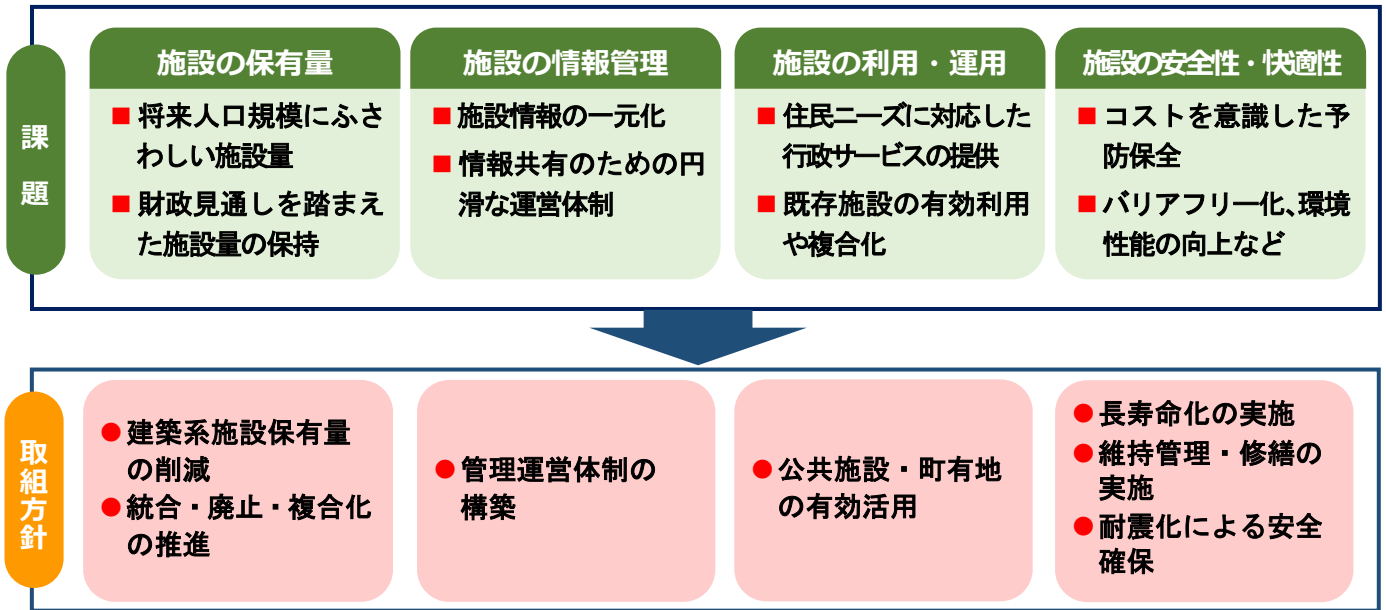 課題
施設の保有量
■ 将来人口規模にふさ
わしい施設量
■ 財政見通しを踏まえ
た施設量の保持
施設の情報管理
■ 施設情報の一元化
■ 情報共有のための円
滑な運営体制
施設の利用・運用
■ 住民ニーズに対応した
行政サービスの提供
■ 既存施設の有効利用
や複合化
施設の安全性・快適性
■ コストを意識した予
防保全
■ バリアフリー化、環境
性能の向上など
取組方針
● 建築系施設保有量
の削減
● 統合・廃止・複合化
の推進
● 管理運営体制の
構築
● 公共施設・町有地
の有効活用
● 長寿命化の実施
● 維持管理・修繕の
実施
● 耐震化による安全
確保